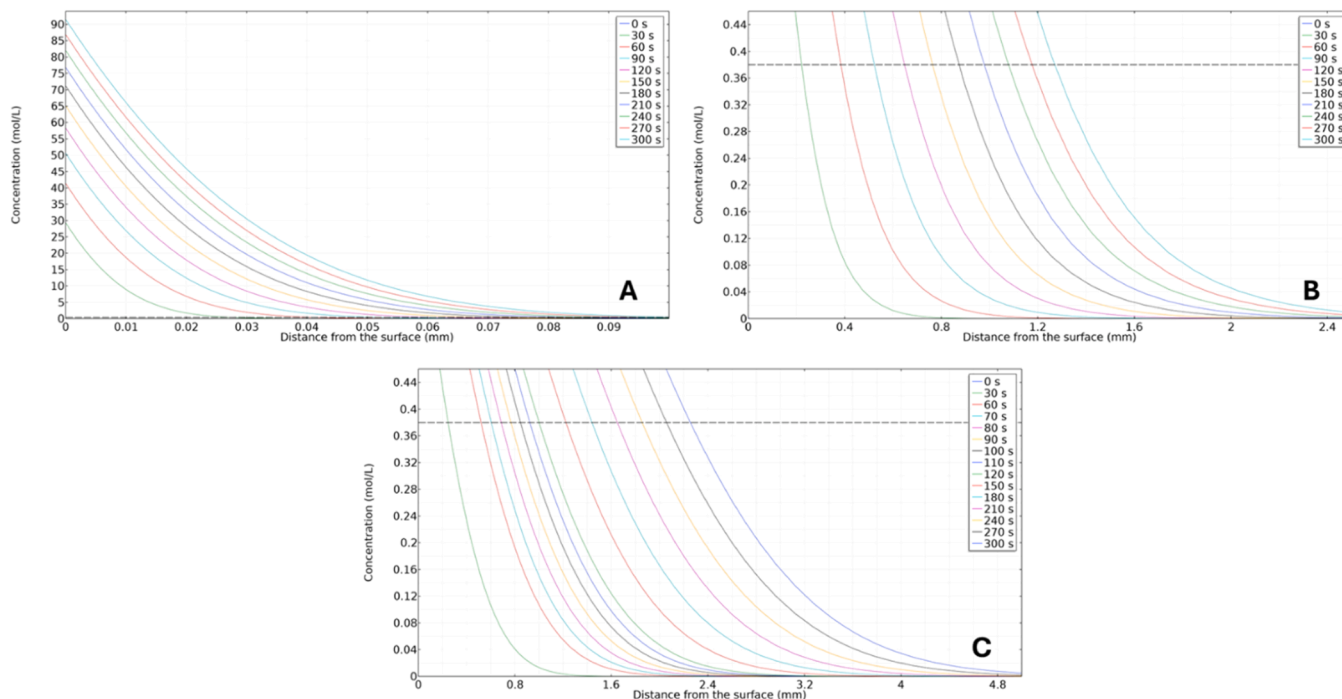 90
85
80
75
70
65
60
55
50
45
40
35
30
25
20
15
10
5
0
Concentration (mol/L)
0 0.01 0.02 0.03 0.04 0.05 0.06 0.07 0.08 0.09
Distance from the surface (mm)
0 s
30 s
60 s
90 s
120 s
150 s
180 s
210 s
240 s
270 s
300 s
A
0.44
0.4
0.36
0.32
0.28
0.24
0.2
0.16
0.12
0.08
0.04
0
Concentration (mol/L)
0 0.4 0.8 1.2 1.6 2 2.4
Distance from the surface (mm)
0 s
30 s
60 s
90 s
120 s
150 s
180 s
210 s
240 s
270 s
300 s
B
0.44
0.4
0.36
0.32
0.28
0.24
0.2
0.16
0.12
0.08
0.04
0
Concentration (mol/L)
0 0.8 1.6 2.4 3.2 4 4.8
Distance from the surface (mm)
0 s
30 s
60 s
70 s
80 s
90 s
100 s
110 s
120 s
150 s
180 s
210 s
240 s
270 s
300 s
C